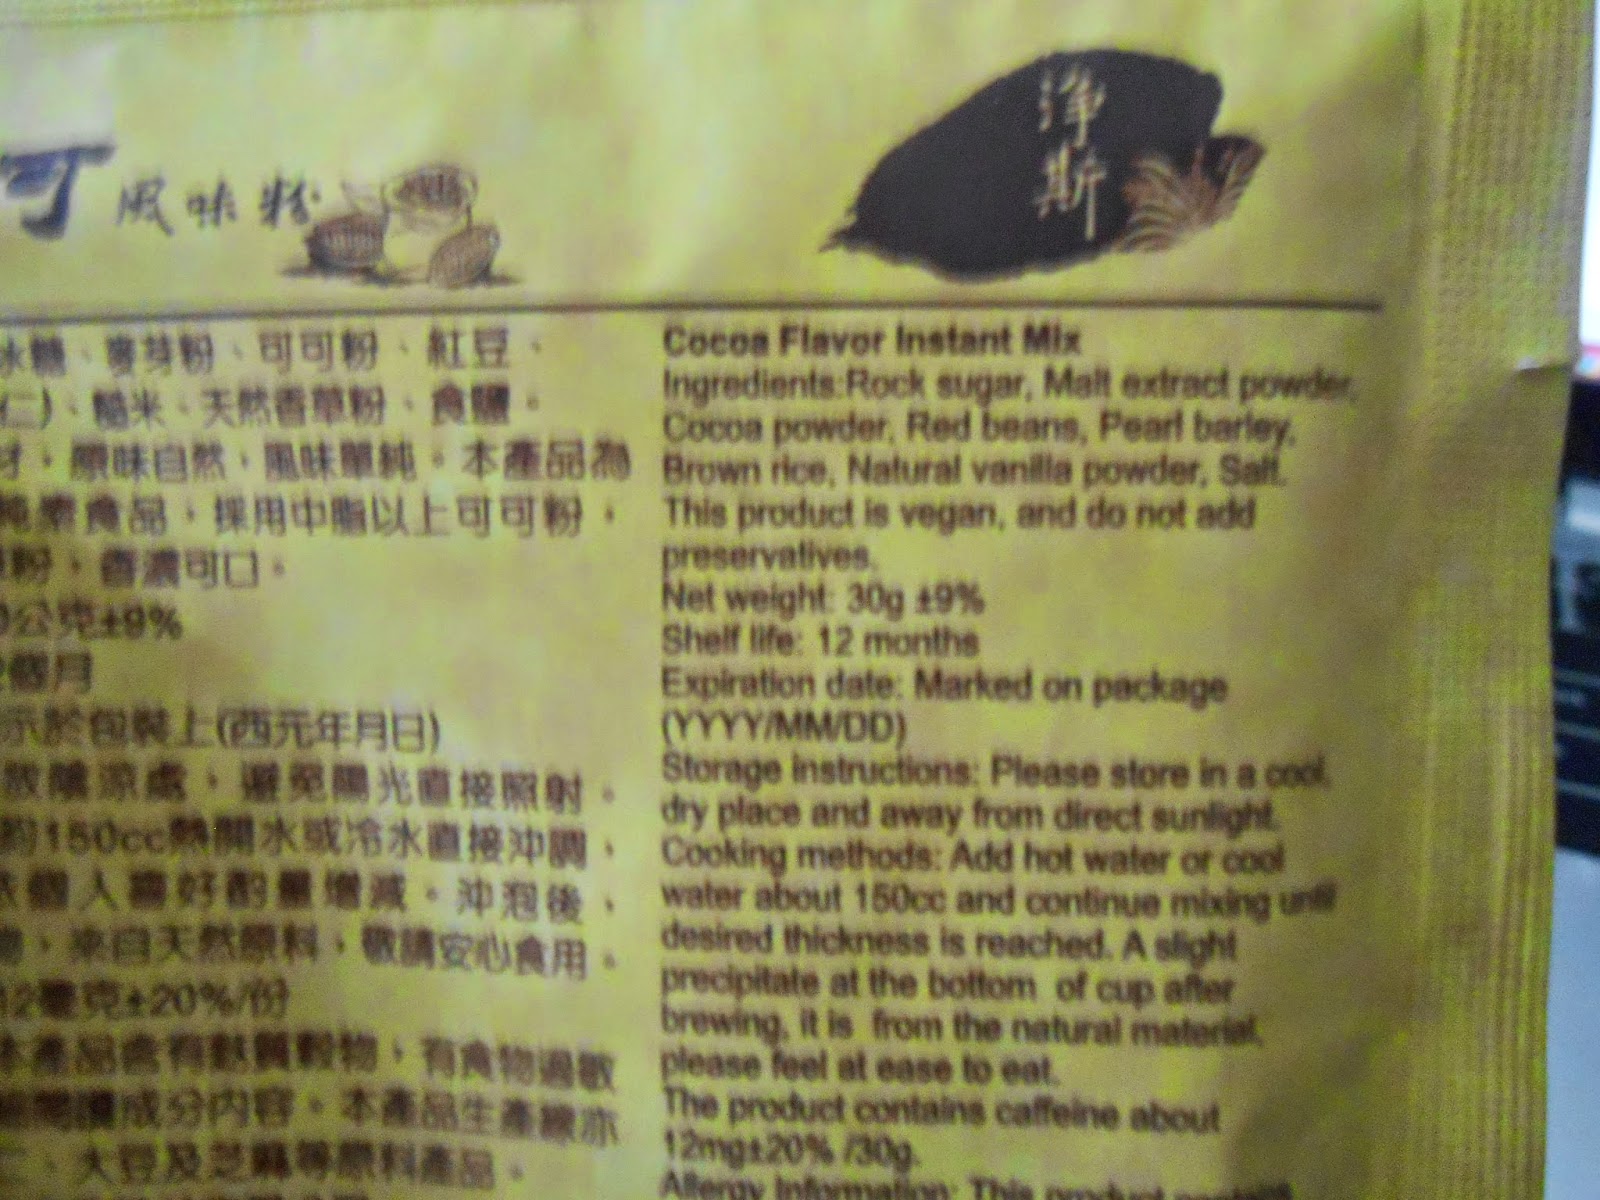 可 風味粉
淨斯
冰糖、麥芽粉、可可粉、紅豆、
仁)、糙米、天然香草粉、食鹽。
材，原味自然，風味單純。本產品為
純素食品，採用中脂以上可可粉，
粉，香濃可口。
公克±9%
個月
示於包裝上(西元年月日)
放陰涼處，避免陽光直接照射。
約150cc熱開水或冷水直接沖調，
依個人喜好酌量增減。沖泡後，
，來自天然原料，敬請安心食用。
12毫克±20%/份
本產品含有麩質穀物，有食物過敏
閱讀成分內容。本產品生產線亦
、大豆及芝麻等原料產品。
Cocoa Flavor Instant Mix
Ingredients:Rock sugar, Malt extract powder,
Cocoa powder, Red beans, Pearl barley,
Brown rice, Natural vanilla powder, Salt.
This product is vegan, and do not add
preservatives.
Net weight: 30g ±9%
Shelf life: 12 months
Expiration date: Marked on package
(YYYY/MM/DD)
Storage instructions: Please store in a cool,
dry place and away from direct sunlight.
Cooking methods: Add hot water or cool
water about 150cc and continue mixing until
desired thickness is reached. A slight
precipitate at the bottom of cup after
brewing, it is from the natural material,
please feel at ease to eat.
The product contains caffeine about
12mg±20% /30g.
Allergy Information: This product contains